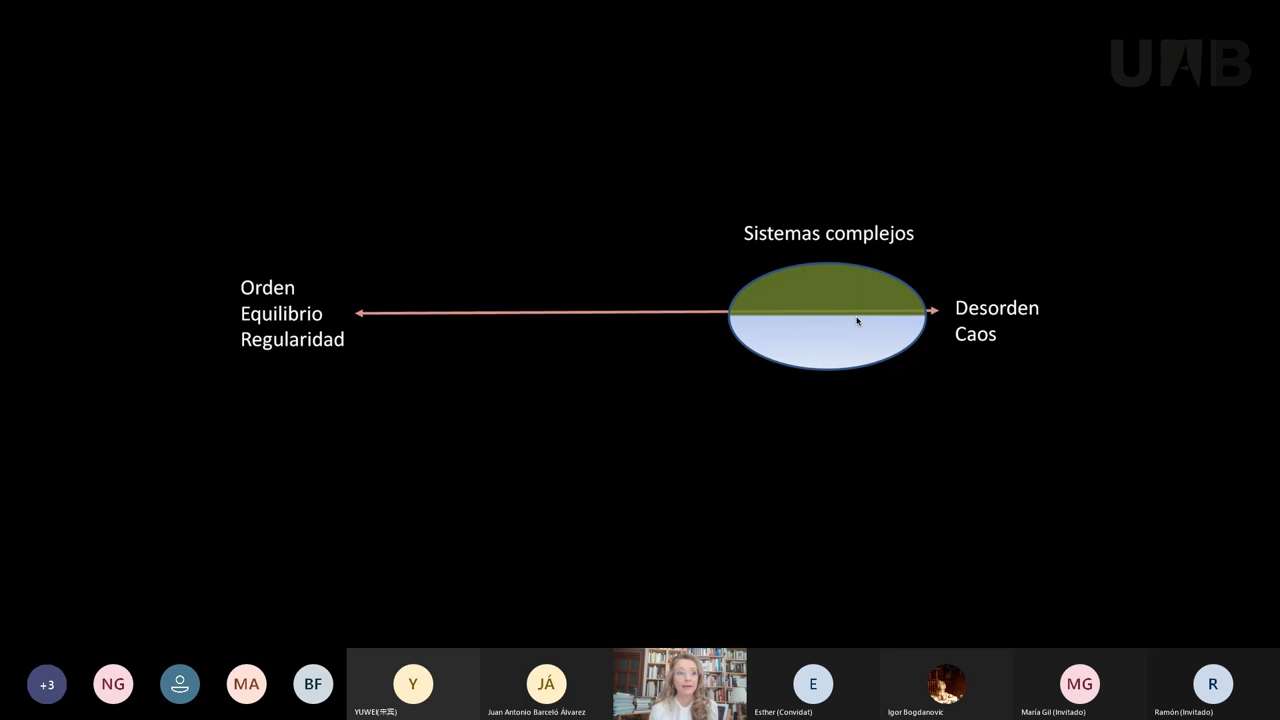 UAB
Sistemas complejos
Orden
Equilibrio
Regularidad
Desorden
Caos
+3
NG
MA
BF
Y
JÁ
E
MG
R
Juan Antonio Barceló Álvarez
Esther (Convidat)
Igor Bogdanovic
María Gil (Invitado)
Ramón (Invitado)